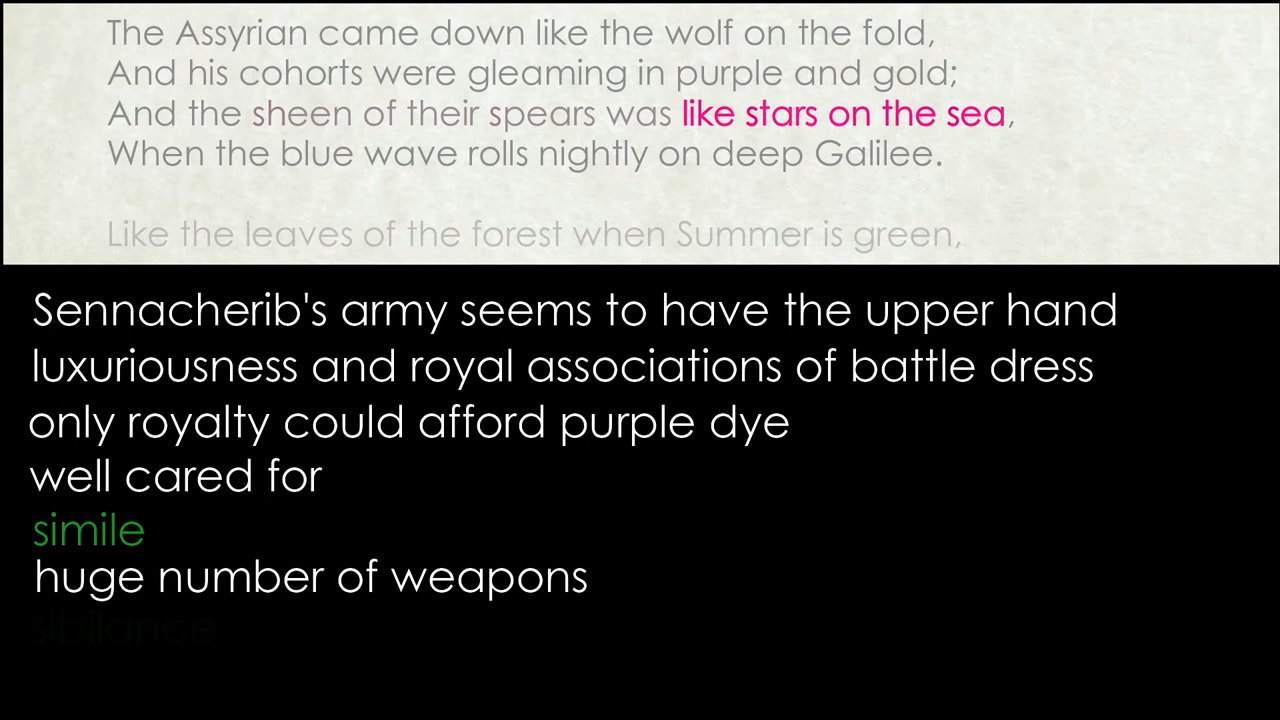 The Assyrian came down like the wolf on the fold,
And his cohorts were gleaming in purple and gold;
And the sheen of their spears was like stars on the sea,
When the blue wave rolls nightly on deep Galilee.
Like the leaves of the forest when Summer is green,
Sennacherib's army seems to have the upper hand
luxuriousness and royal associations of battle dress
only royalty could afford purple dye
well cared for
simile
huge number of weapons
sibilance